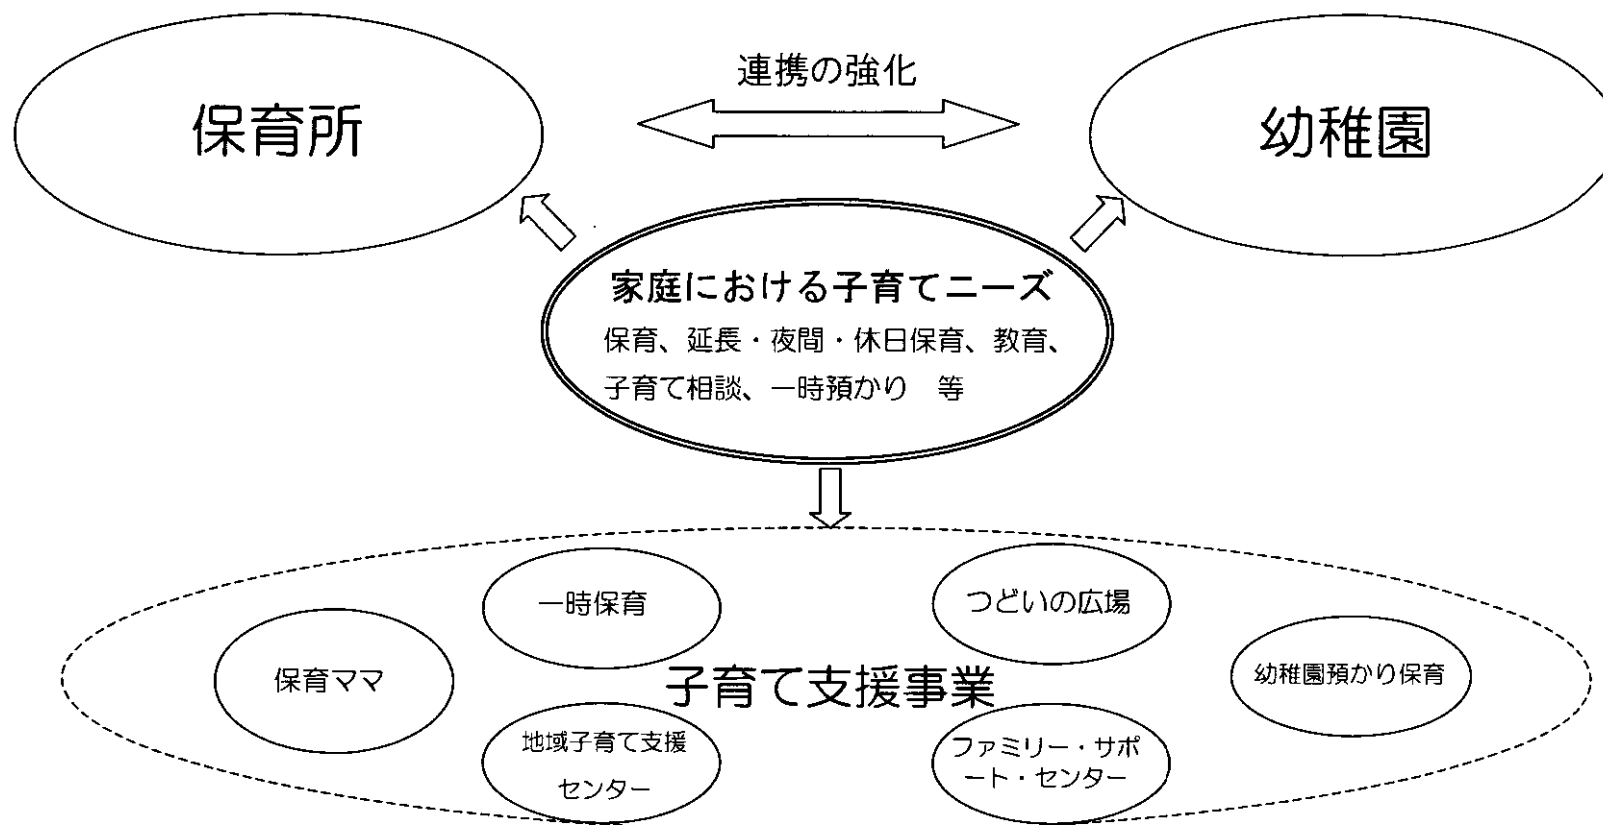 連携の強化
保育所
幼稚園
家庭における子育てニーズ
保育、延長・夜間・休日保育、教育、
子育て相談、一時預かり　等
一時保育
つどいの広場
保育ママ
子育て支援事業
幼稚園預かり保育
地域子育て支援
センター
ファミリー・サポ
ート・センター